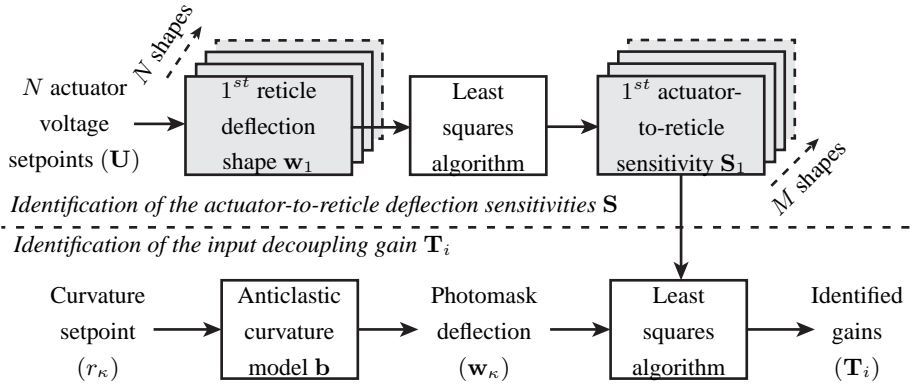 N shapes
N actuator
voltage
setpoints (U)
1st reticle
deflection
shape w1
Least
squares
algorithm
1st actuator-
to-reticle
sensitivity S1
M shapes
Identification of the actuator-to-reticle deflection sensitivities S
Identification of the input decoupling gain Ti
Curvature
setpoint
(rκ)
Anticlastic
curvature
model b
Photomask
deflection
(wκ)
Least
squares
algorithm
Identified
gains
(Ti)